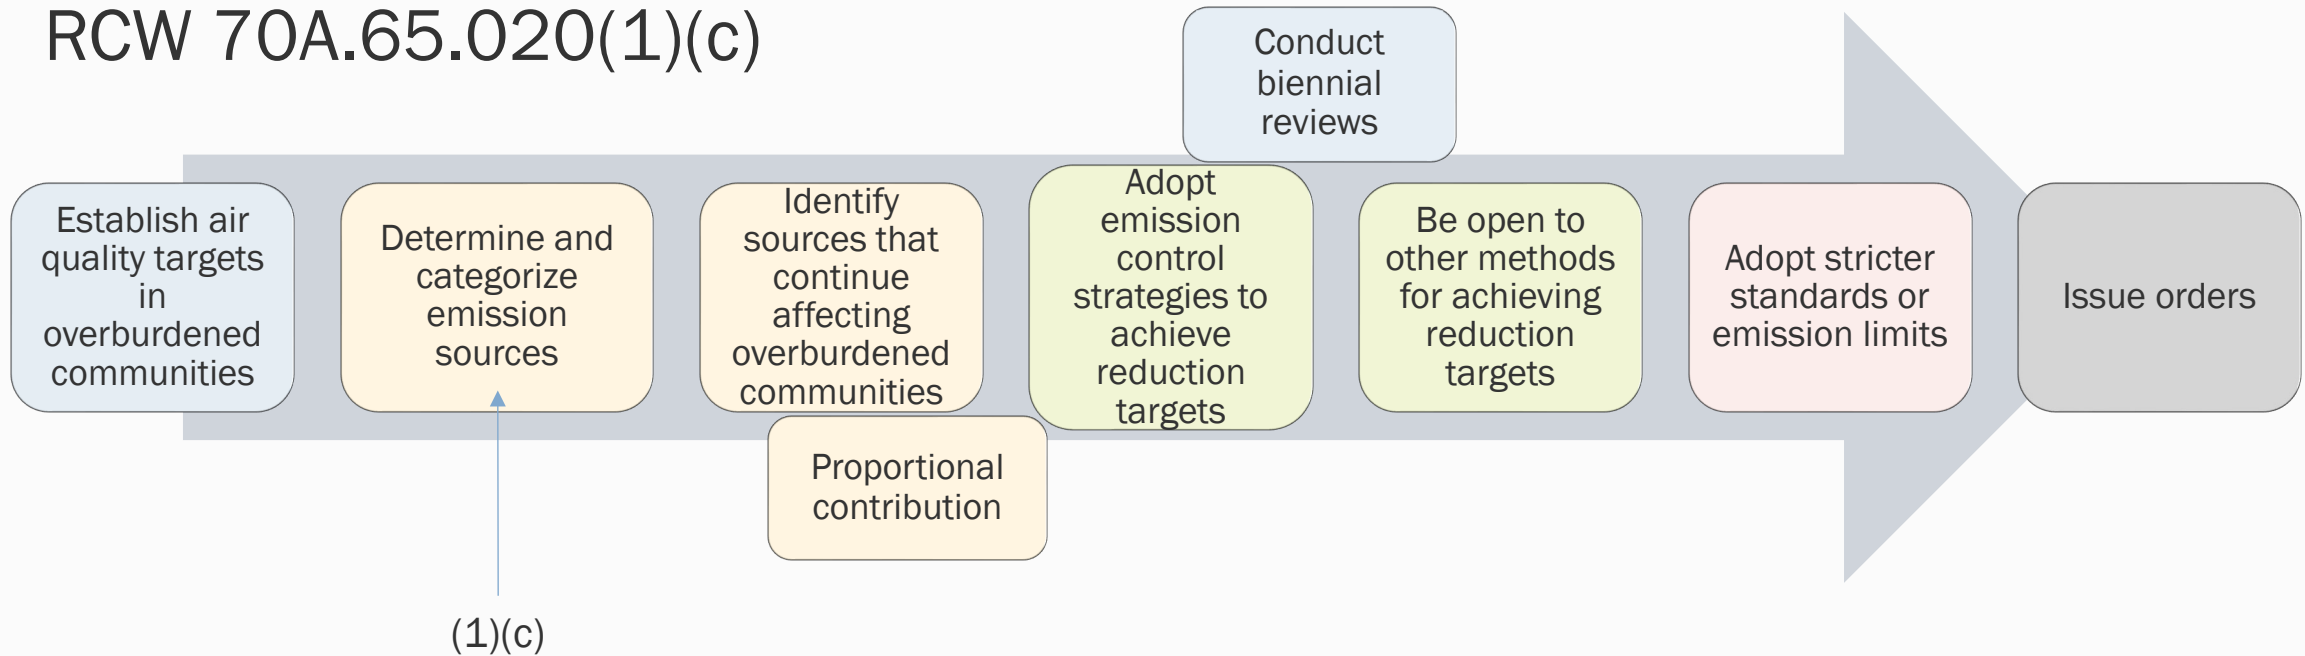 RCW 70A.65.020(1)(c)
Conduct
biennial
reviews
Establish air
quality targets
in
overburdened
communities
Determine and
categorize
emission
sources
Identify
sources that
continue
affecting
overburdened
communities
Proportional
contribution
Adopt
emission
control
strategies to
achieve
reduction
targets
Be open to
other methods
for achieving
reduction
targets
Adopt stricter
standards or
emission limits
Issue orders
(1)(c)